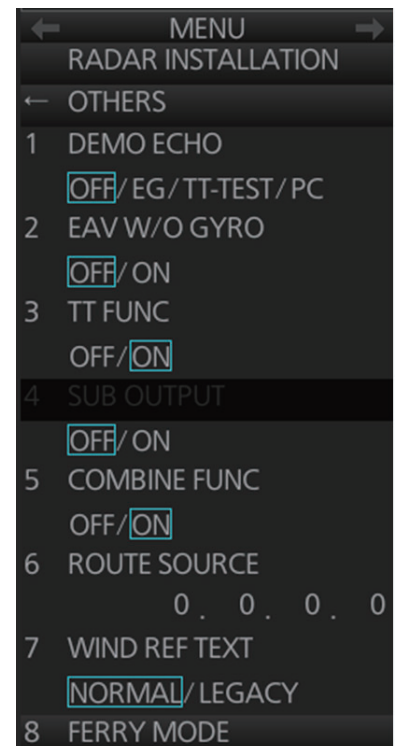 ← MENU →
RADAR INSTALLATION
← OTHERS
1 DEMO ECHO
OFF/EG/TT-TEST/PC
2 EAV W/O GYRO
OFF/ON
3 TT FUNC
OFF/ON
4 SUB OUTPUT
OFF/ON
5 COMBINE FUNC
OFF/ON
6 ROUTE SOURCE
0. 0. 0. 0
7 WIND REF TEXT
NORMAL/LEGACY
8 FERRY MODE